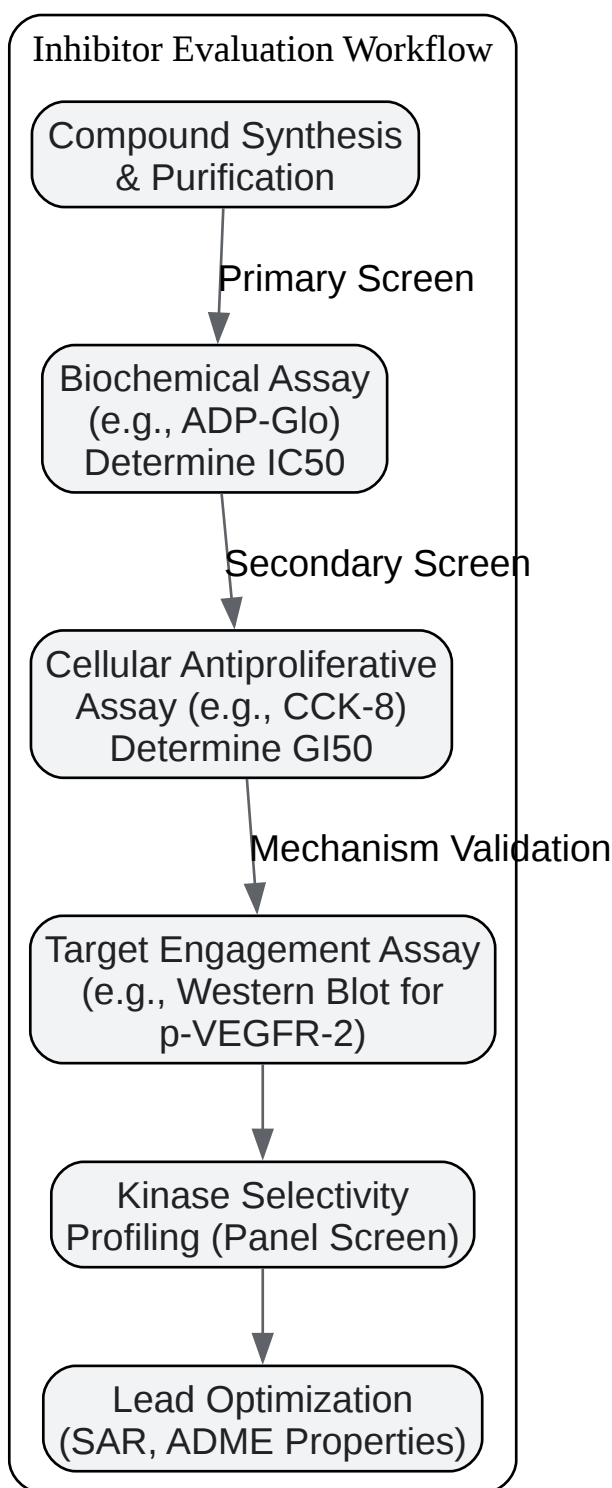 Inhibitor Evaluation Workflow
Compound Synthesis
& Purification
Primary Screen
Biochemical Assay
(e.g., ADP-Glo)
Determine IC50
Secondary Screen
Cellular Antiproliferative
Assay (e.g., CCK-8)
Determine GI50
Mechanism Validation
Target Engagement Assay
(e.g., Western Blot for
p-VEGFR-2)
Kinase Selectivity
Profiling (Panel Screen)
Lead Optimization
(SAR, ADME Properties)